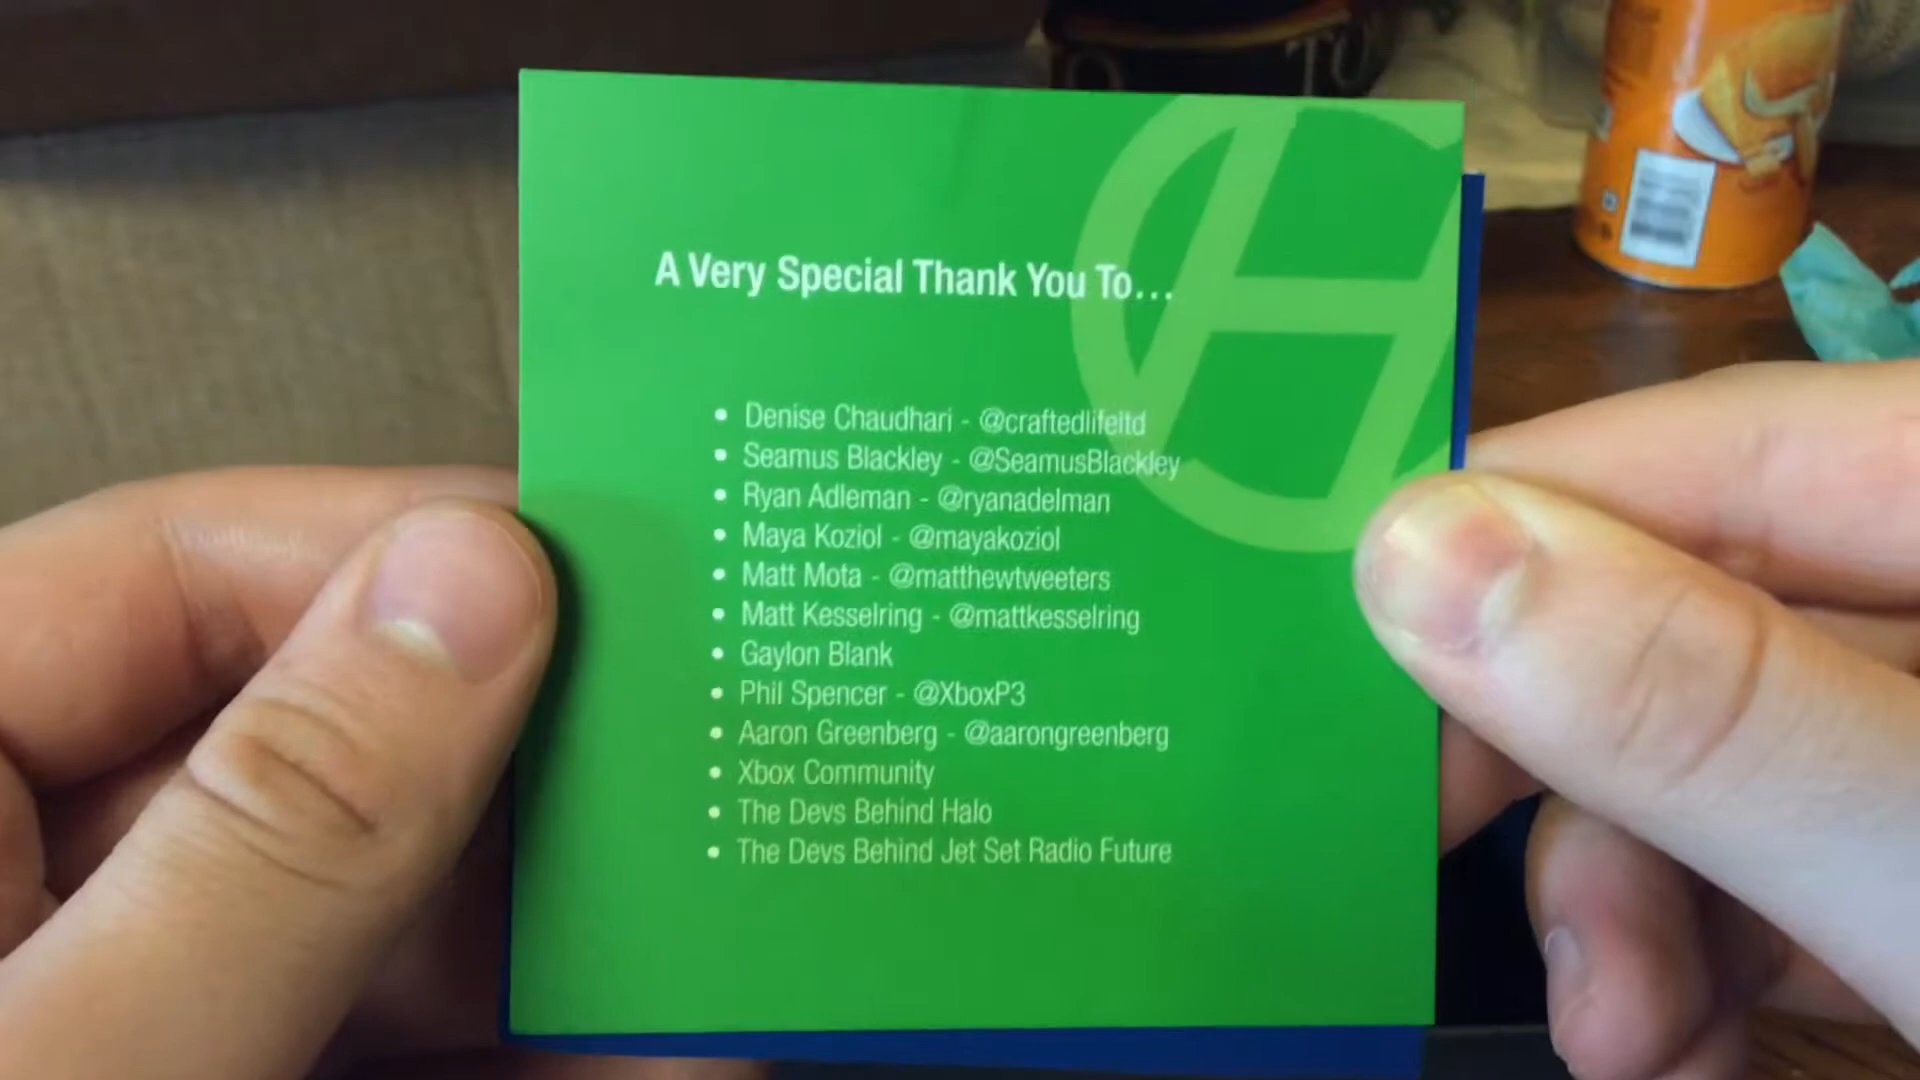 A Very Special Thank You To...
• Denise Chaudhari - @craftedlifeltd
• Seamus Blackley - @SeamusBlackley
• Ryan Adleman - @ryanadelman
• Maya Koziol - @mayakoziol
• Matt Mota - @matthewtweeters
• Matt Kesselring - @mattkesselring
• Gaylon Blank
• Phil Spencer - @XboxP3
• Aaron Greenberg - @aarongreenberg
• Xbox Community
• The Devs Behind Halo
• The Devs Behind Jet Set Radio Future